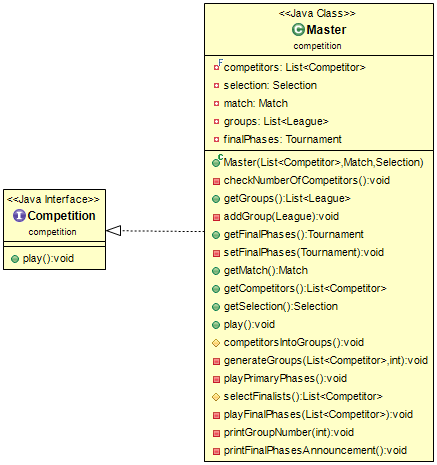 <<Java Class>>
Master
competition
competitors: List<Competitor>
selection: Selection
match: Match
groups: List<League>
finalPhases: Tournament
Master(List<Competitor>,Match,Selection)
checkNumberOfCompetitors():void
getGroups():List<League>
addGroup(League):void
getFinalPhases():Tournament
setFinalPhases(Tournament):void
getMatch():Match
getCompetitors():List<Competitor>
getSelection():Selection
play():void
competitorsIntoGroups():void
generateGroups(List<Competitor>,int):void
playPrimaryPhases():void
selectFinalists():List<Competitor>
playFinalPhases(List<Competitor>):void
printGroupNumber(int):void
printFinalPhasesAnnouncement():void
<<Java Interface>>
Competition
competition
play():void